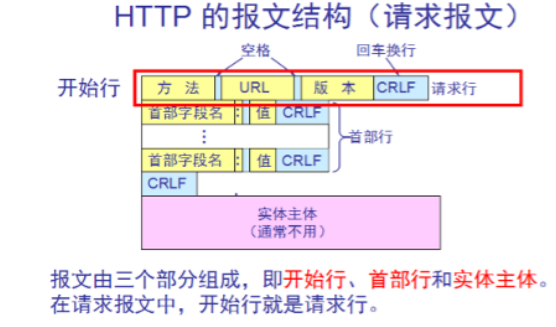 HTTP 的报文结构（请求报文）
空格 回车换行
开始行 方 法 URL 版 本 CRLF 请求行
首部字段名 : 值 CRLF
⋮ 首部行
首部字段名 : 值 CRLF
CRLF
实体主体
（通常不用）
报文由三个部分组成，即开始行、首部行和实体主体。
在请求报文中，开始行就是请求行。